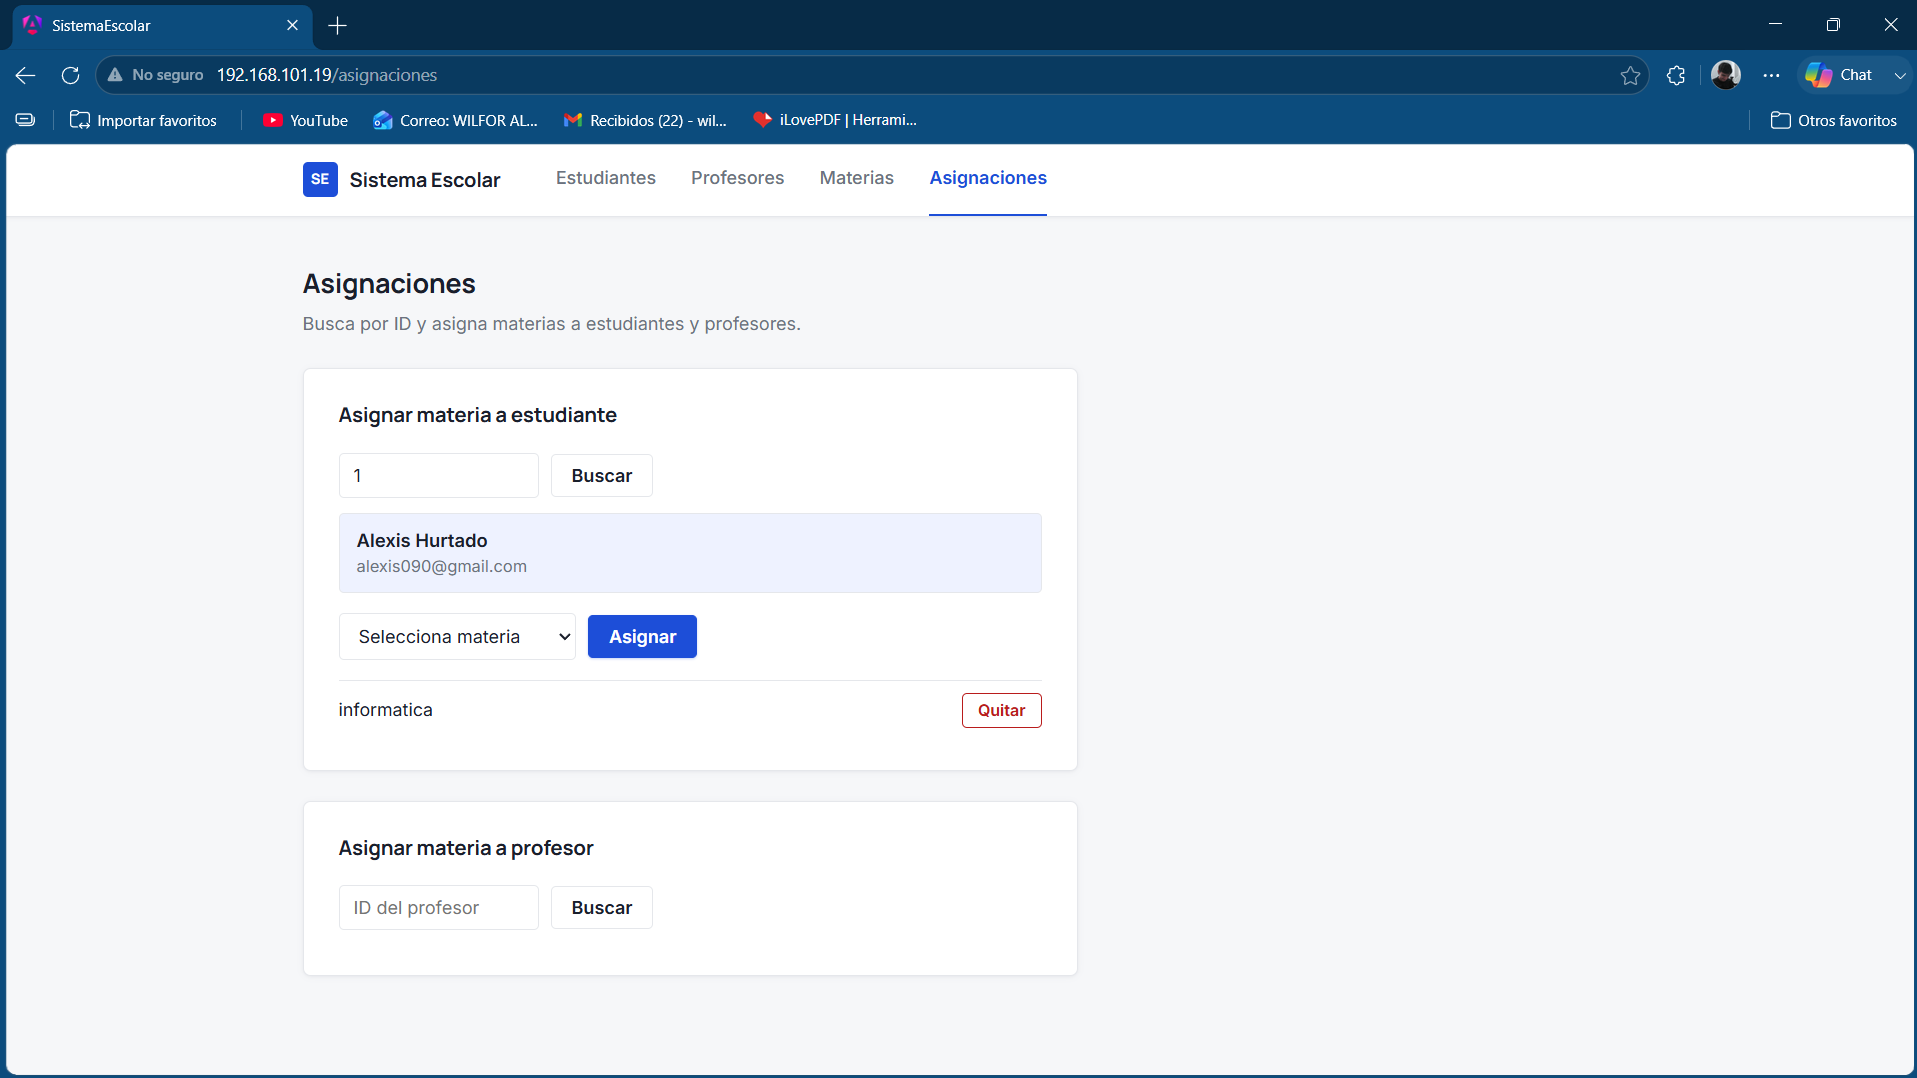 SistemaEscolar
No seguro 192.168.101.19/asignaciones
Chat
Importar favoritos
YouTube
Correo: WILFOR AL...
Recibidos (22) - wil...
iLovePDF | Herrami...
Otros favoritos
SE Sistema Escolar
Estudiantes
Profesores
Materias
Asignaciones
Asignaciones
Busca por ID y asigna materias a estudiantes y profesores.
Asignar materia a estudiante
1
Buscar
Alexis Hurtado
alexis090@gmail.com
Selecciona materia
Asignar
informatica
Quitar
Asignar materia a profesor
ID del profesor
Buscar